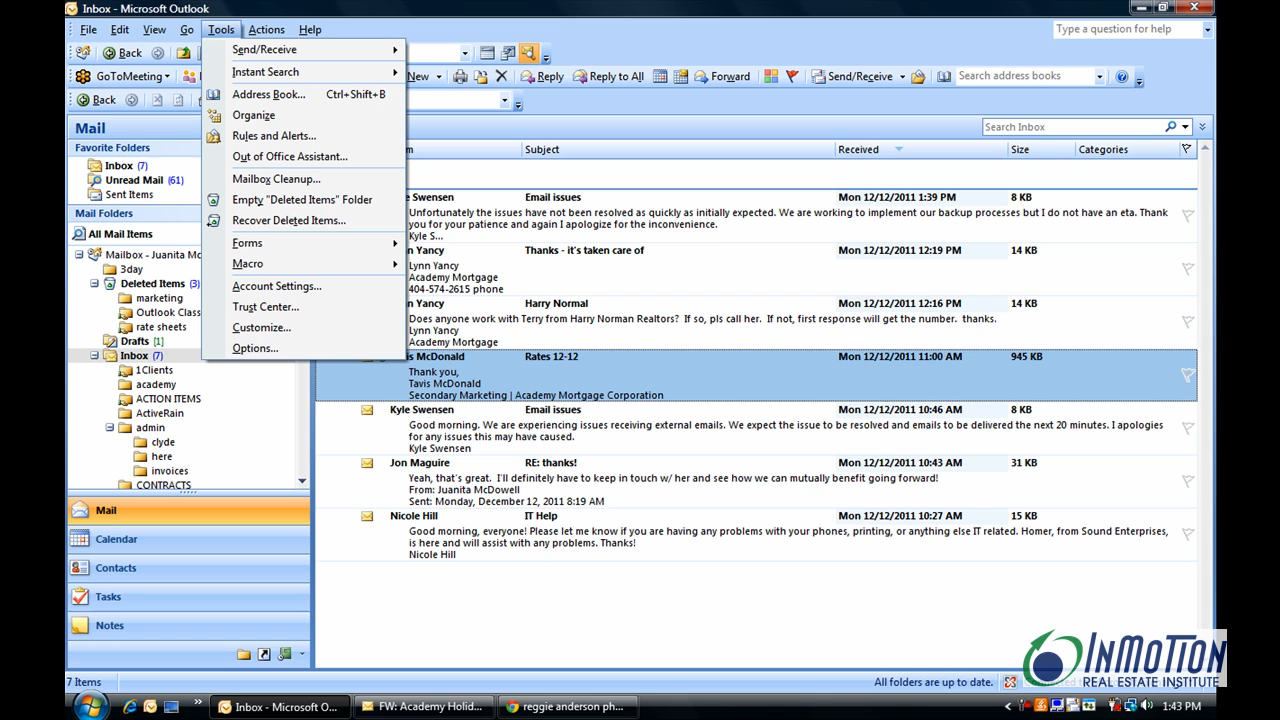 Inbox - Microsoft Outlook
File Edit View Go Tools Actions Help
Type a question for help
Back
GoToMeeting
New
Reply Reply to All Forward Send/Receive
Search address books
Back
Send/Receive
Instant Search
Address Book... Ctrl+Shift+B
Organize
Rules and Alerts...
Out of Office Assistant...
Mailbox Cleanup...
Empty "Deleted Items" Folder
Recover Deleted Items...
Forms
Macro
Account Settings...
Trust Center...
Customize...
Options...
Mail
Favorite Folders
Inbox (7)
Unread Mail (61)
Sent Items
Mail Folders
All Mail Items
Mailbox - Juanita Mc
3day
Deleted Items (3)
marketing
Outlook Class
rate sheets
Drafts [1]
Inbox (7)
1Clients
academy
ACTION ITEMS
ActiveRain
admin
clyde
here
invoices
CONTRACTS
Mail
Calendar
Contacts
Tasks
Notes
Search Inbox
m Subject Received Size Categories
e Swensen Email issues Mon 12/12/2011 1:39 PM 8 KB
Unfortunately the issues have not been resolved as quickly as initially expected. We are working to implement our backup processes but I do not have an eta. Thank
you for your patience and again I apologize for the inconvenience.
Kyle S...
n Yancy Thanks - it's taken care of Mon 12/12/2011 12:19 PM 14 KB
Lynn Yancy
Academy Mortgage
404-574-2615 phone
n Yancy Harry Normal Mon 12/12/2011 12:16 PM 14 KB
Does anyone work with Terry from Harry Norman Realtors? If so, pls call her. If not, first response will get the number. thanks.
Lynn Yancy
Academy Mortgage
is McDonald Rates 12-12 Mon 12/12/2011 11:00 AM 945 KB
Thank you,
Tavis McDonald
Secondary Marketing | Academy Mortgage Corporation
Kyle Swensen Email issues Mon 12/12/2011 10:46 AM 8 KB
Good morning. We are experiencing issues receiving external emails. We expect the issue to be resolved and emails to be delivered the next 20 minutes. I apologies
for any issues this may have caused.
Kyle Swensen
Jon Maguire RE: thanks! Mon 12/12/2011 10:43 AM 31 KB
Yeah, that's great. I'll definitely have to keep in touch w/ her and see how we can mutually benefit going forward!
From: Juanita McDowell
Sent: Monday, December 12, 2011 8:19 AM
Nicole Hill IT Help Mon 12/12/2011 10:27 AM 15 KB
Good morning, everyone! Please let me know if you are having any problems with your phones, printing, or anything else IT related. Homer, from Sound Enterprises,
is here and will assist with any problems. Thanks!
Nicole Hill
INMOTION
REAL ESTATE INSTITUTE
7 Items
All folders are up to date.
Inbox - Microsoft O...
FW: Academy Holid...
reggie anderson ph...
1:43 PM